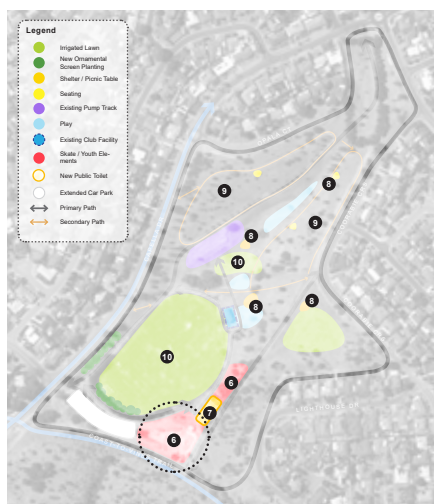 Legend
Irrigated Lawn
New Ornamental
Screen Planting
Shelter / Picnic Table
Seating
Existing Pump Track
Play
Existing Club Facility
Skate / Youth Ele-
ments
New Public Toilet
Extended Car Park
Primary Path
Secondary Path
8
9
8
9
10
8
8
10
6
LIGHTHOUSE DR
7
6